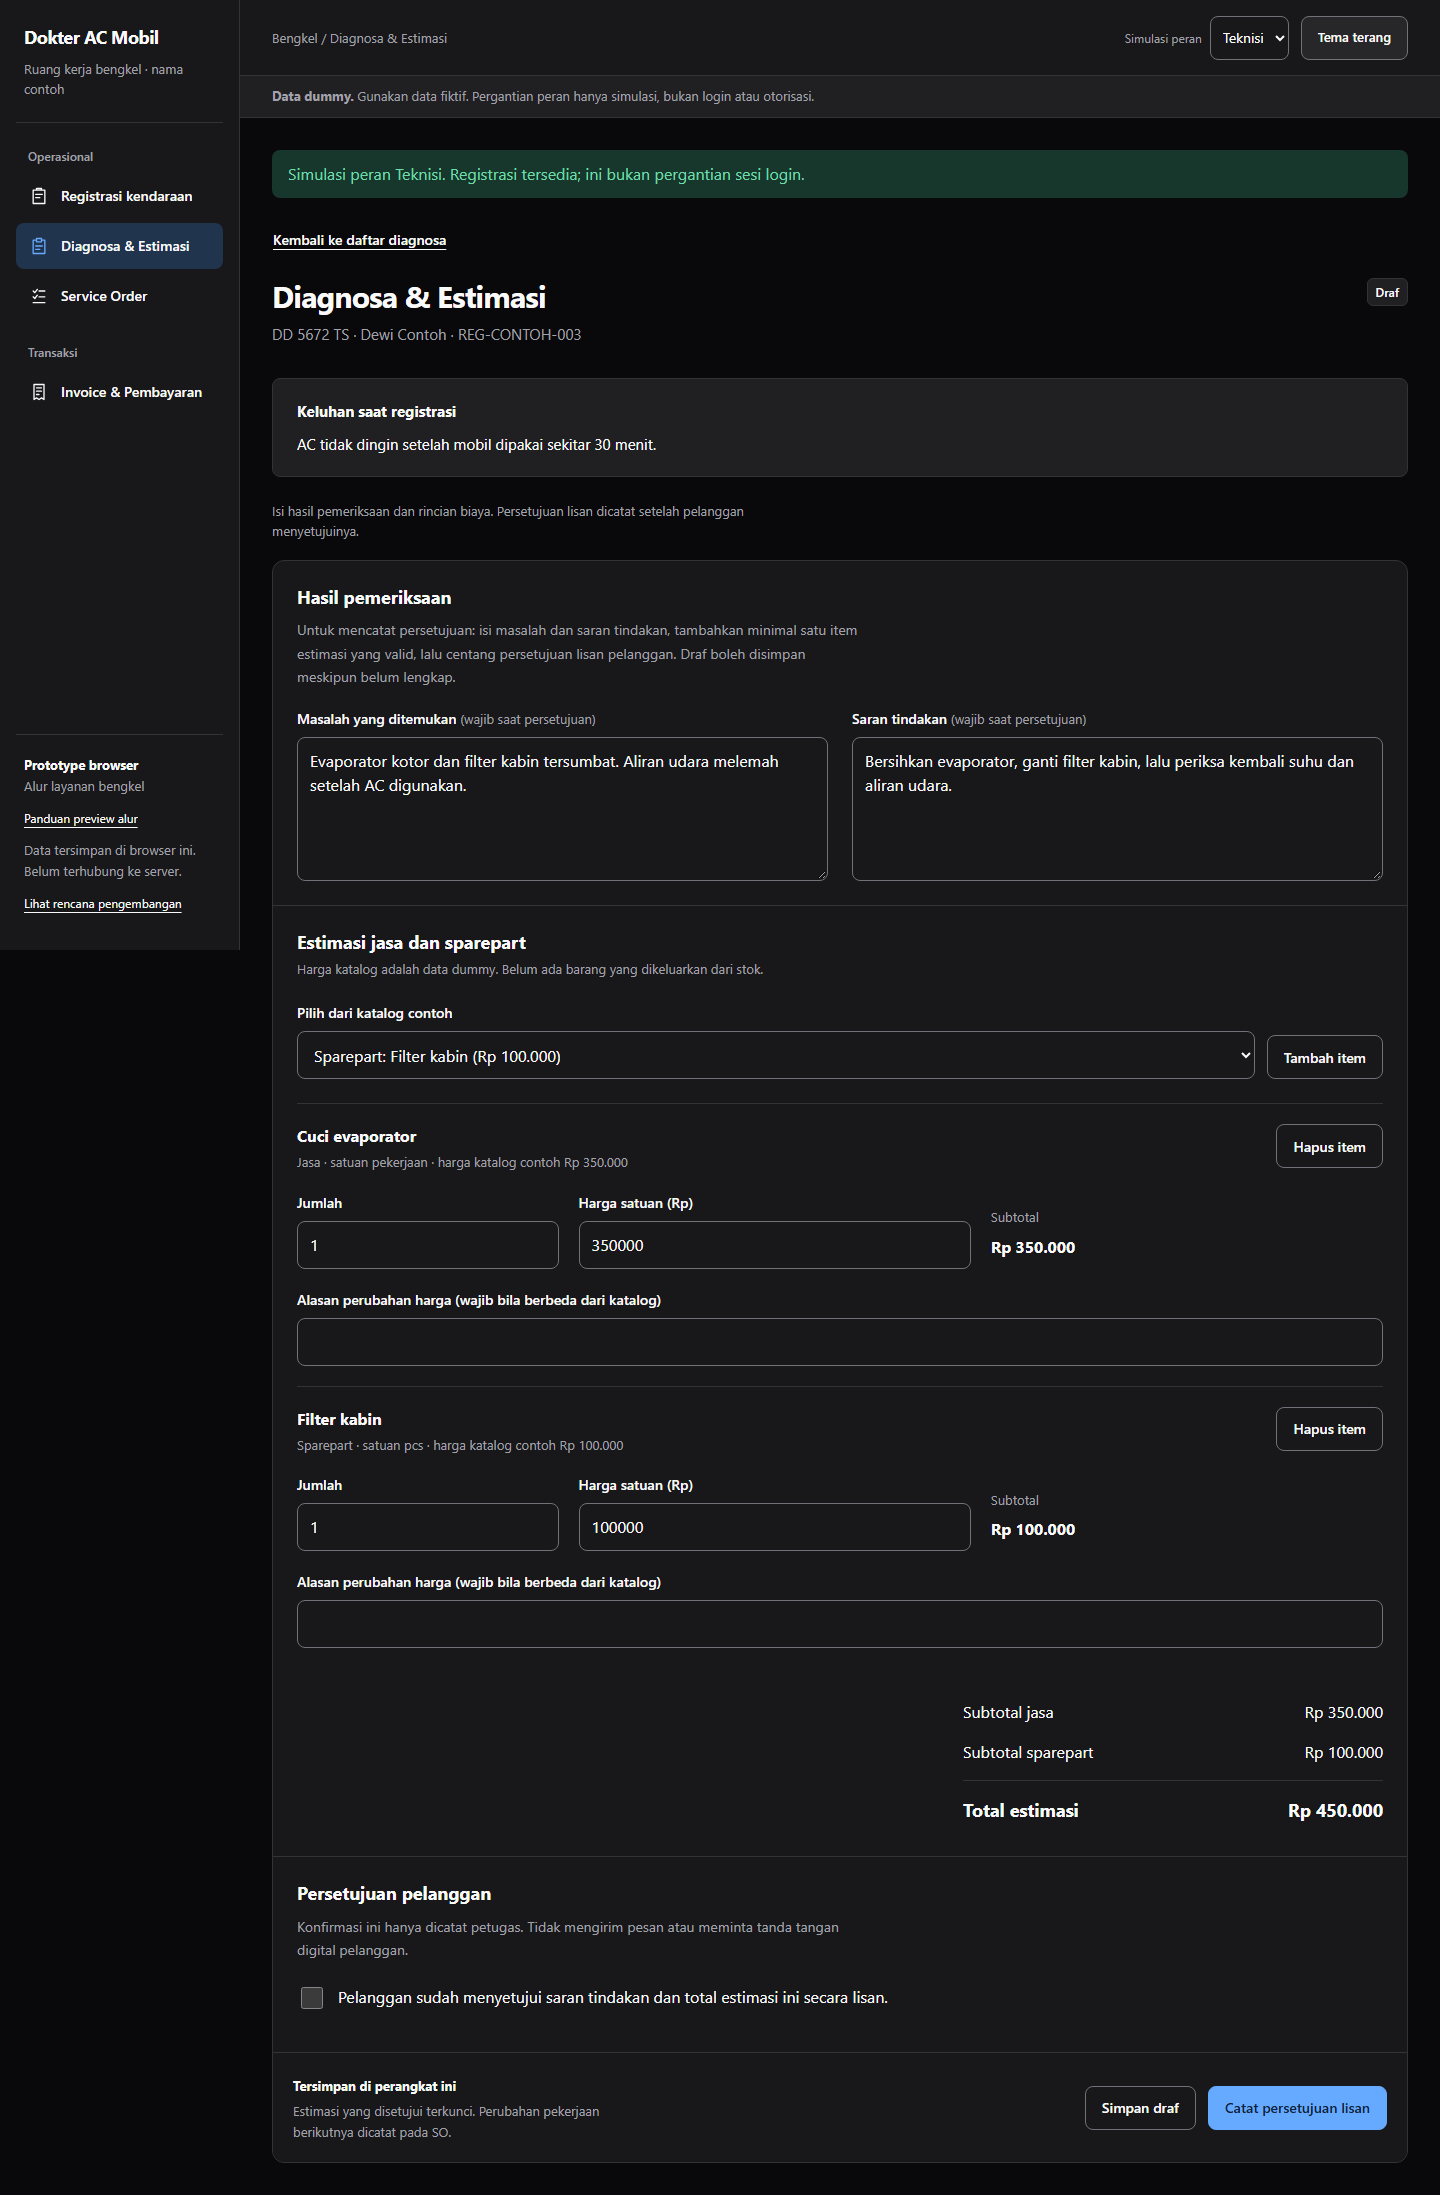 Dokter AC Mobil
Ruang kerja bengkel · nama
contoh
Operasional
Registrasi kendaraan
Diagnosa & Estimasi
Service Order
Transaksi
Invoice & Pembayaran
Prototype browser
Alur layanan bengkel
Panduan preview alur
Data tersimpan di browser ini.
Belum terhubung ke server.
Lihat rencana pengembangan
Bengkel / Diagnosa & Estimasi
Simulasi peran
Teknisi
Tema terang
Data dummy. Gunakan data fiktif. Pergantian peran hanya simulasi, bukan login atau otorisasi.
Simulasi peran Teknisi. Registrasi tersedia; ini bukan pergantian sesi login.
Kembali ke daftar diagnosa
Diagnosa & Estimasi
Draf
DD 5672 TS · Dewi Contoh · REG-CONTOH-003
Keluhan saat registrasi
AC tidak dingin setelah mobil dipakai sekitar 30 menit.
Isi hasil pemeriksaan dan rincian biaya. Persetujuan lisan dicatat setelah pelanggan
menyetujuinya.
Hasil pemeriksaan
Untuk mencatat persetujuan: isi masalah dan saran tindakan, tambahkan minimal satu item
estimasi yang valid, lalu centang persetujuan lisan pelanggan. Draf boleh disimpan
meskipun belum lengkap.
Masalah yang ditemukan (wajib saat persetujuan)
Evaporator kotor dan filter kabin tersumbat. Aliran udara melemah
setelah AC digunakan.
Saran tindakan (wajib saat persetujuan)
Bersihkan evaporator, ganti filter kabin, lalu periksa kembali suhu dan
aliran udara.
Estimasi jasa dan sparepart
Harga katalog adalah data dummy. Belum ada barang yang dikeluarkan dari stok.
Pilih dari katalog contoh
Sparepart: Filter kabin (Rp 100.000)
Tambah item
Cuci evaporator
Jasa · satuan pekerjaan · harga katalog contoh Rp 350.000
Hapus item
Jumlah
1
Harga satuan (Rp)
350000
Subtotal
Rp 350.000
Alasan perubahan harga (wajib bila berbeda dari katalog)
Filter kabin
Sparepart · satuan pcs · harga katalog contoh Rp 100.000
Hapus item
Jumlah
1
Harga satuan (Rp)
100000
Subtotal
Rp 100.000
Alasan perubahan harga (wajib bila berbeda dari katalog)
Subtotal jasa Rp 350.000
Subtotal sparepart Rp 100.000
Total estimasi Rp 450.000
Persetujuan pelanggan
Konfirmasi ini hanya dicatat petugas. Tidak mengirim pesan atau meminta tanda tangan
digital pelanggan.
Pelanggan sudah menyetujui saran tindakan dan total estimasi ini secara lisan.
Tersimpan di perangkat ini
Estimasi yang disetujui terkunci. Perubahan pekerjaan
berikutnya dicatat pada SO.
Simpan draf
Catat persetujuan lisan